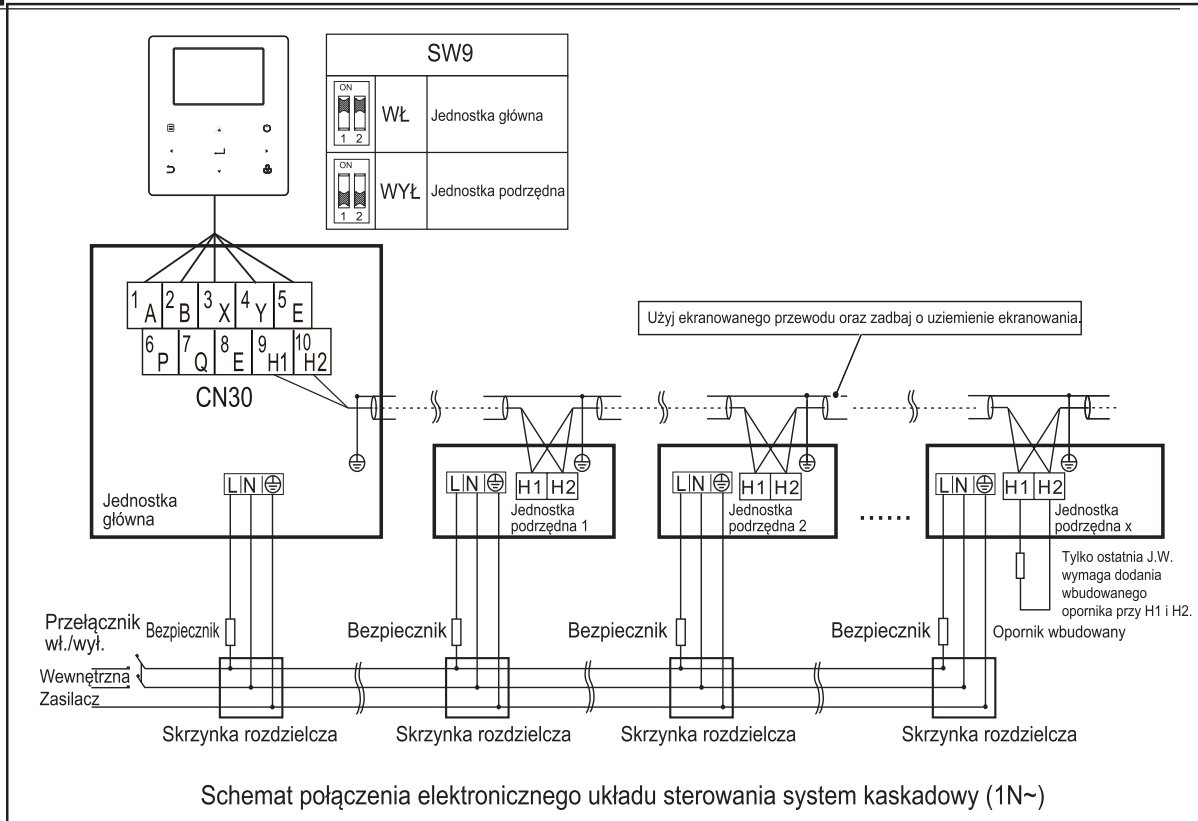 SW9
ON
1 2
WŁ
Jednostka główna
ON
1 2
WYŁ
Jednostka podrzędna
1 A 2 B 3 X 4 Y 5 E
6 P 7 Q 8 E 9 H1 10 H2
CN30
Użyj ekranowanego przewodu oraz zadbaj o uziemienie ekranowania.
L N
Jednostka
główna
L N
H1 H2
Jednostka
podrzędna 1
L N
H1 H2
Jednostka
podrzędna 2
......
L N
H1 H2
Jednostka
podrzędna x
Tylko ostatnia J.W.
wymaga dodania
wbudowanego
opornika przy H1 i H2.
Opornik wbudowany
Przełącznik
wł./wył.
Bezpiecznik
Bezpiecznik
Bezpiecznik
Bezpiecznik
Wewnętrzna
Zasilacz
Skrzynka rozdzielcza
Skrzynka rozdzielcza
Skrzynka rozdzielcza
Skrzynka rozdzielcza
Schemat połączenia elektronicznego układu sterowania system kaskadowy (1N~)